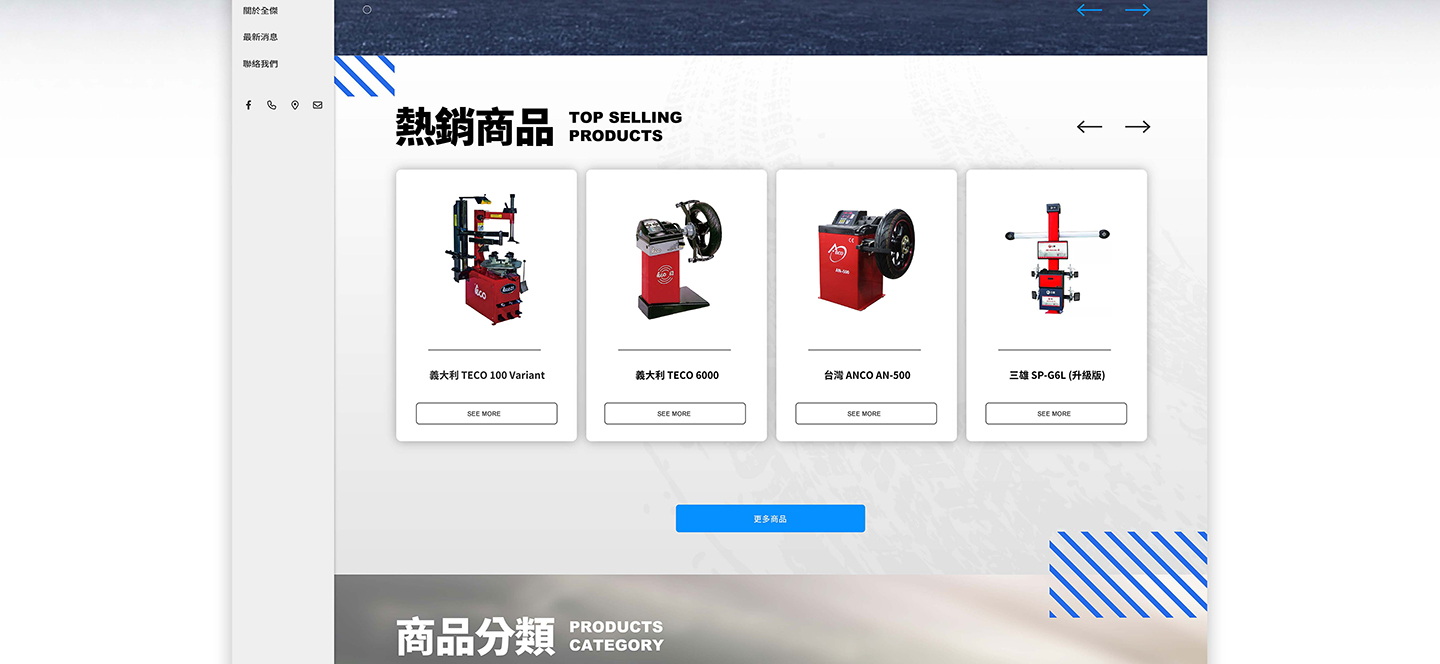 關於全傑
最新消息
聯絡我們
熱銷商品
TOP SELLING
PRODUCTS
義大利 TECO 100 Variant
SEE MORE
義大利 TECO 6000
SEE MORE
AN-500
台灣 ANCO AN-500
SEE MORE
三雄 SP-G6L (升級版)
SEE MORE
更多商品
商品分類
PRODUCTS
CATEGORY